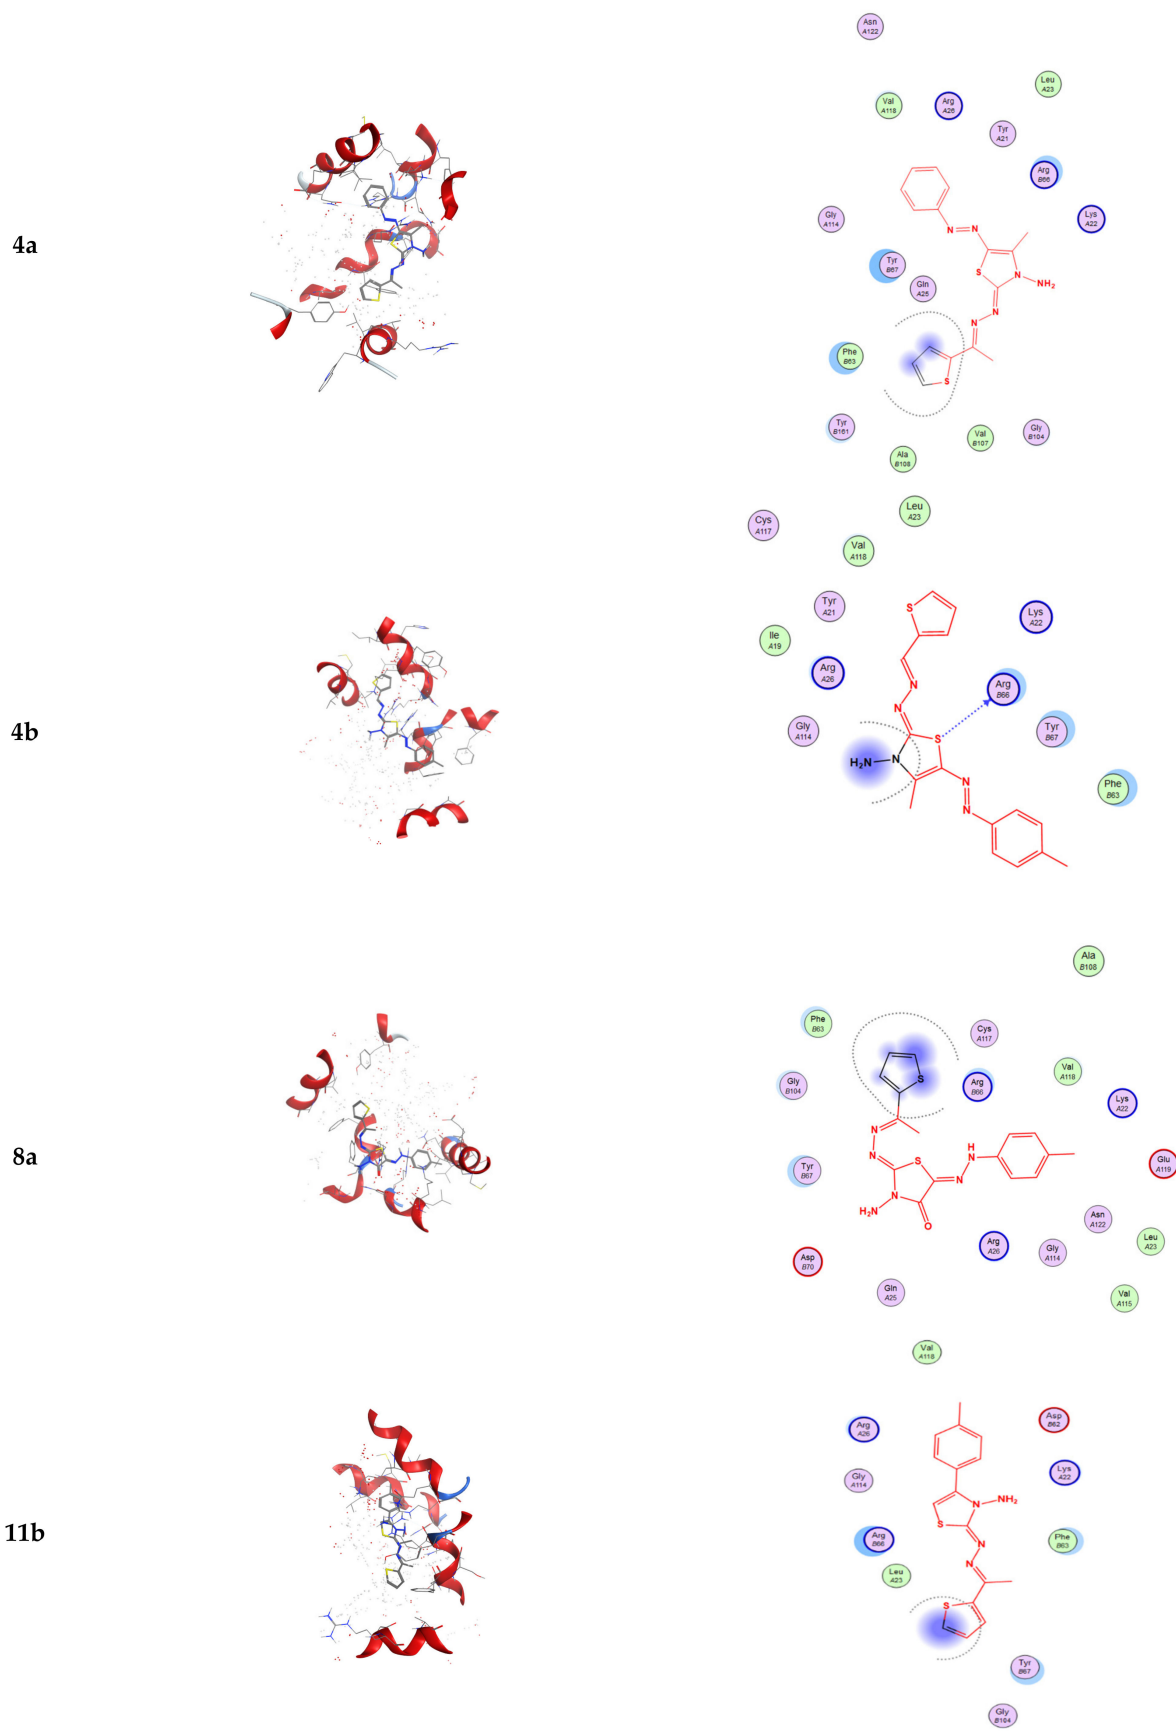 4a
Asn
A122
Leu
A23
Val
A118
Arg
A26
Tyr
A21
Arg
B66
Lys
A22
Gly
A114
N=N
S
N
NH₂
Tyr
B67
Gln
A25
N
N
Phe
B63
S
Tyr
B161
Val
B107
Gly
B104
Ala
B108
4b
Leu
A23
Cys
A117
Val
A118
Tyr
A21
S
Lys
A22
Ile
A19
Arg
A26
N
Arg
B66
N
Gly
A114
Tyr
B67
S
H₂N
N
N
Phe
B63
N
8a
Ala
B108
Phe
B63
Cys
A117
Gly
B104
S
Arg
B66
Val
A118
Lys
A22
N
N
S
H
N
Glu
A119
Tyr
B67
N
N
H₂N
O
Asn
A122
Asp
B70
Arg
A26
Gly
A114
Leu
A23
Gln
A25
Val
A115
11b
Val
A118
Arg
A26
Asp
B62
Gly
A114
Lys
A22
N
NH₂
S
Arg
B66
N
Phe
B63
Leu
A23
N
S
Tyr
B67
Gly
B104